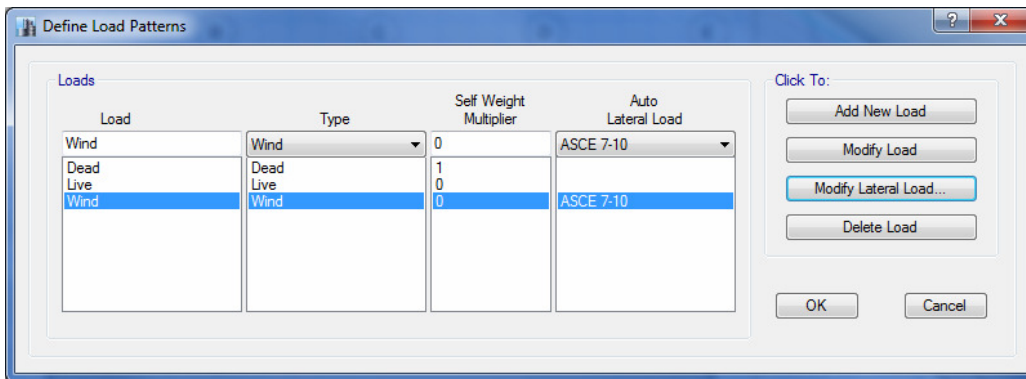 Define Load Patterns
?
X
Loads
Click To:
Load
Type
Self Weight
Multiplier
Auto
Lateral Load
Wind
Wind
0
ASCE 7-10
Dead
Dead
1
Live
Live
0
Wind
Wind
0
ASCE 7-10
Add New Load
Modify Load
Modify Lateral Load...
Delete Load
OK
Cancel